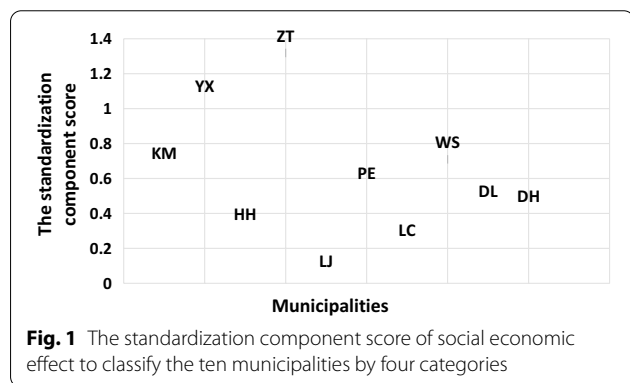 The standardization
component score
1.4
1.2
1
0.8
0.6
0.4
0.2
0
ZT
YX
KM
WS
PE
DL
DH
HH
LC
LJ
Municipalities
Fig. 1 The standardization component score of social economic
effect to classify the ten municipalities by four categories